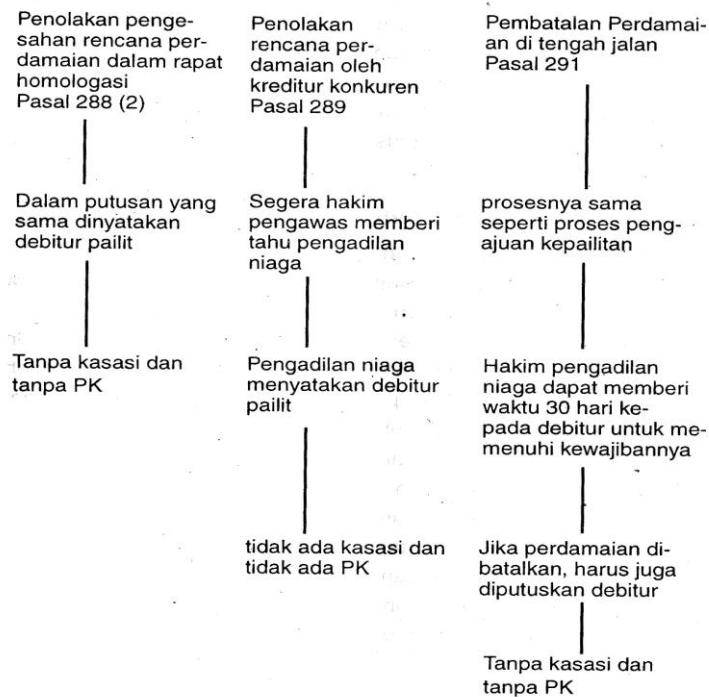 Penolakan penge-
sahan rencana per-
damaian dalam rapat
homologasi
Pasal 288 (2)
Dalam putusan yang
sama dinyatakan
debitur pailit
Tanpa kasasi dan
tanpa PK
Penolakan
rencana per-
damaian oleh
kreditur konkuren
Pasal 289
Segera hakim
pengawas memberi
tahu pengadilan
niaga
Pengadilan niaga
menyatakan debitur
pailit
tidak ada kasasi dan
tidak ada PK
Pembatalan Perdamai-
an di tengah jalan
Pasal 291
prosesnya sama
seperti proses peng-
ajuan kepailitan
Hakim pengadilan
niaga dapat memberi
waktu 30 hari ke-
pada debitur untuk me-
menuhi kewajibannya
Jika perdamaian di-
batalkan, harus juga
diputuskan debitur
Tanpa kasasi dan
tanpa PK